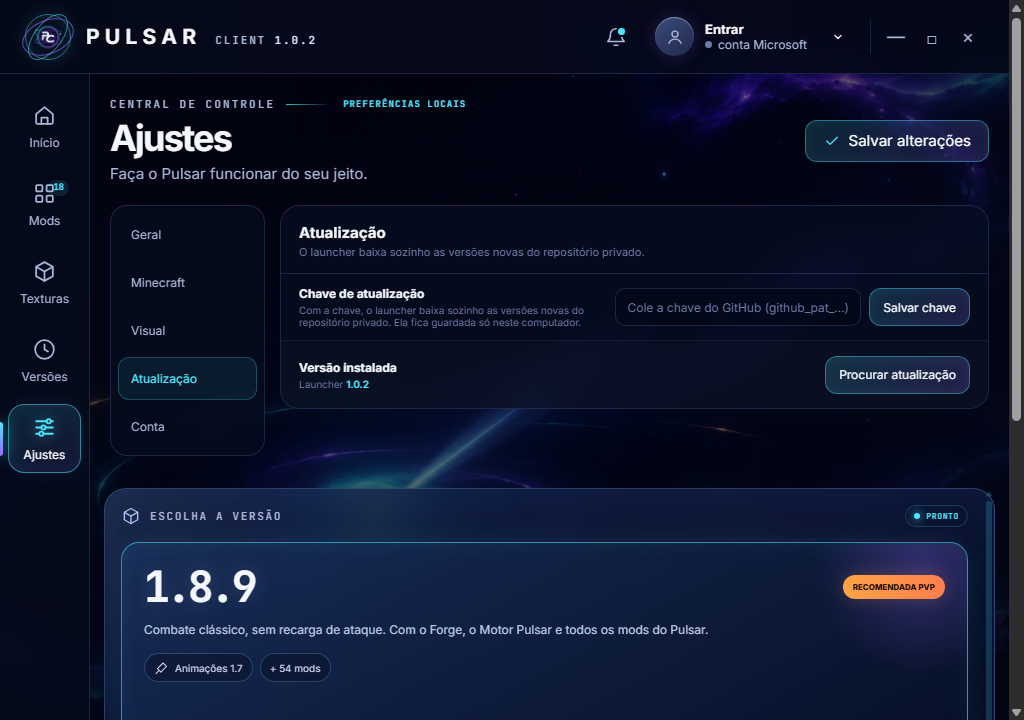 PULSAR CLIENT 1.0.2
Entrar
conta Microsoft
Início
18
Mods
Texturas
Versões
Ajustes
CENTRAL DE CONTROLE PREFERÊNCIAS LOCAIS
Ajustes
Faça o Pulsar funcionar do seu jeito.
Salvar alterações
Geral
Minecraft
Visual
Atualização
Conta
Atualização
O launcher baixa sozinho as versões novas do repositório privado.
Chave de atualização
Com a chave, o launcher baixa sozinho as versões novas do
repositório privado. Ela fica guardada só neste computador.
Cole a chave do GitHub (github_pat_...)
Salvar chave
Versão instalada
Launcher 1.0.2
Procurar atualização
ESCOLHA A VERSÃO
PRONTO
1.8.9
RECOMENDADA PVP
Combate clássico, sem recarga de ataque. Com o Forge, o Motor Pulsar e todos os mods do Pulsar.
Animações 1.7
+ 54 mods